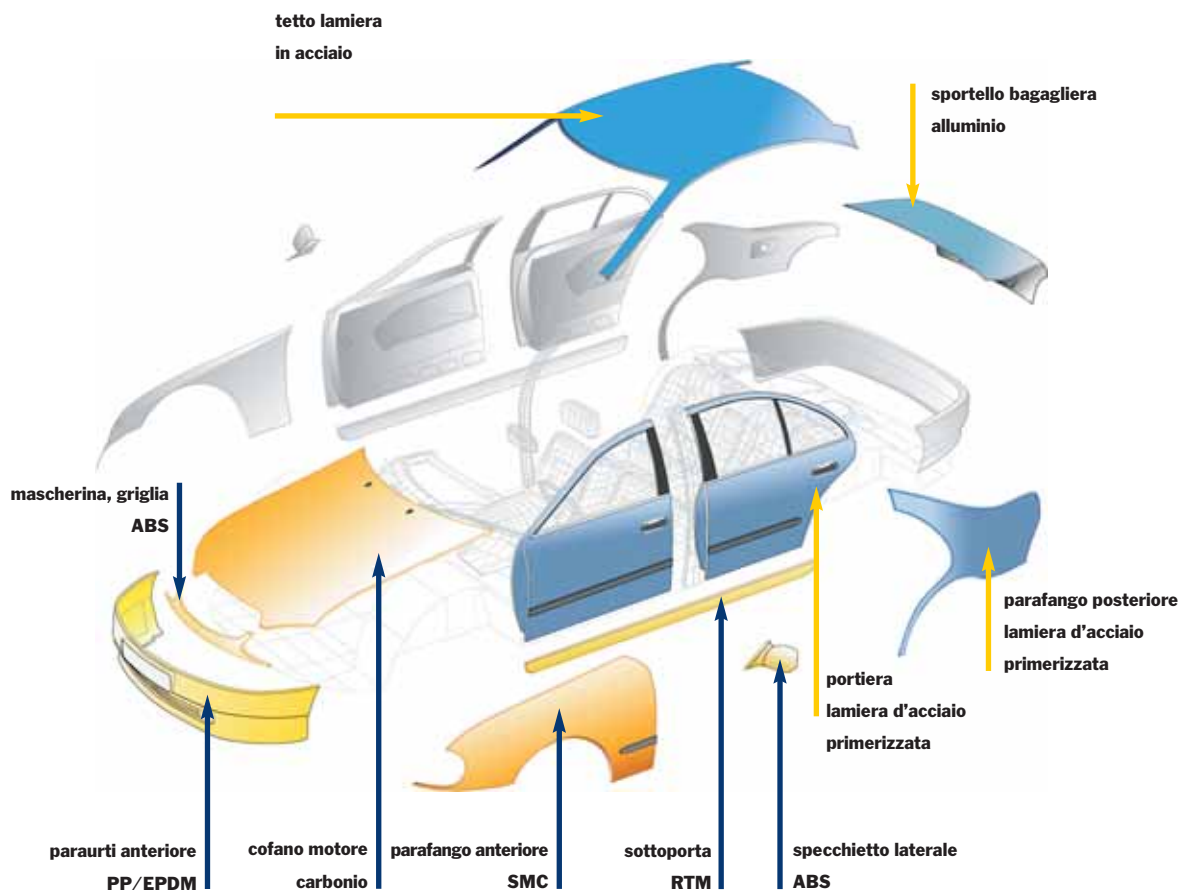 tetto lamiera
in acciaio
sportello bagagliera
alluminio
mascherina, griglia
ABS
parafango posteriore
lamiera d'acciaio
primerizzata
portiera
lamiera d'acciaio
primerizzata
paraurti anteriore
PP/EPDM
cofano motore
carbonio
parafango anteriore
SMC
sottoporta
RTM
specchietto laterale
ABS